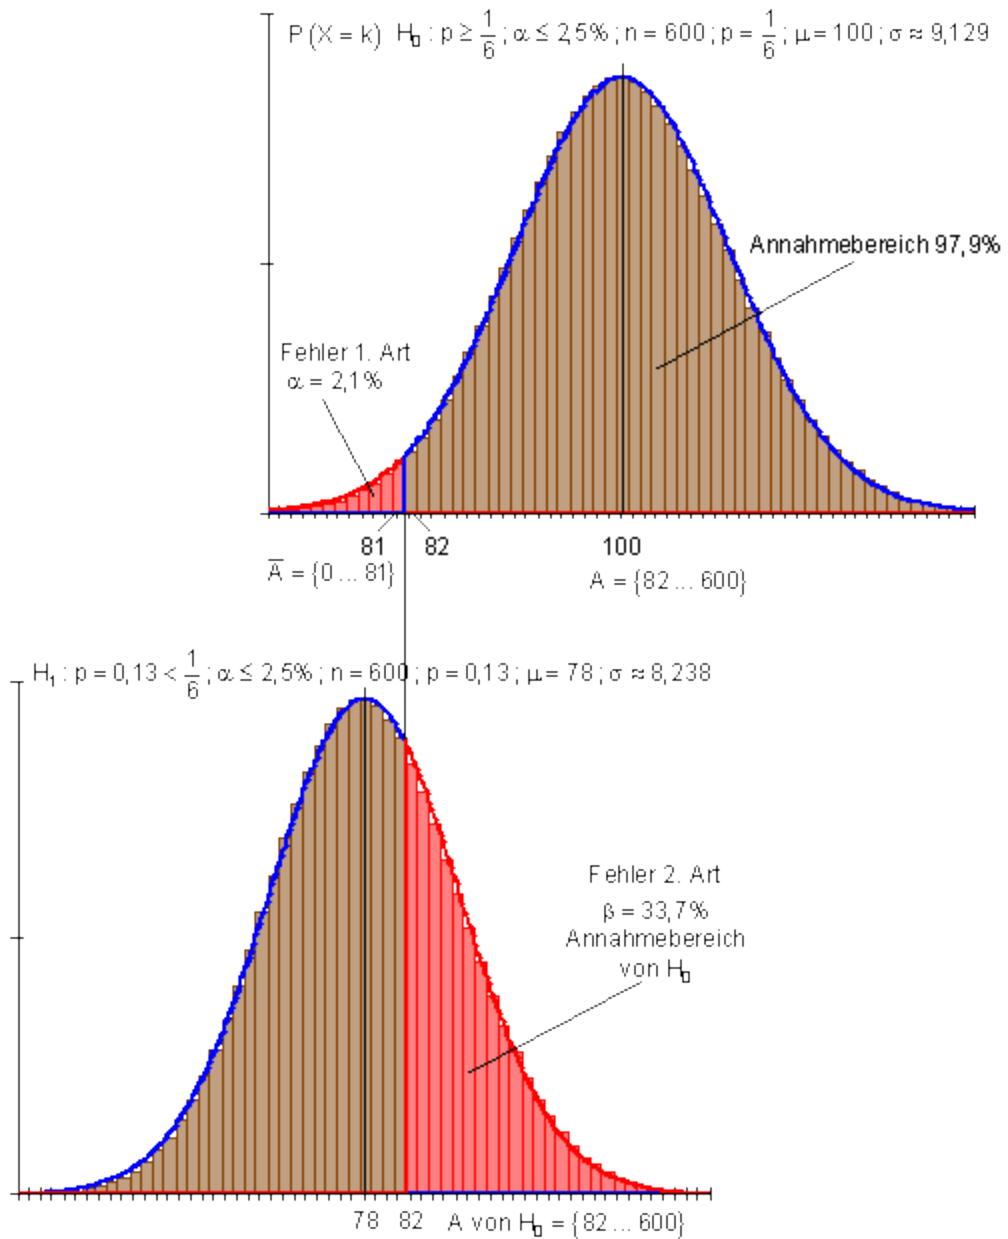 P(X = k)  H₀ : p ≥ 1/6 ; α ≤ 2,5% ; n = 600 ; p = 1/6 ; μ = 100 ; σ ≈ 9,129
Annahmebereich 97,9%
Fehler 1. Art
α = 2,1%
81 82 100
A̅ = {0 ... 81}
A = {82 ... 600}
H₁ : p = 0,13 < 1/6 ; α ≤ 2,5% ; n = 600 ; p = 0,13 ; μ = 78 ; σ ≈ 8,238
Fehler 2. Art
β = 33,7%
Annahmebereich
von H₀
78 82 A von H₀ = {82 ... 600}